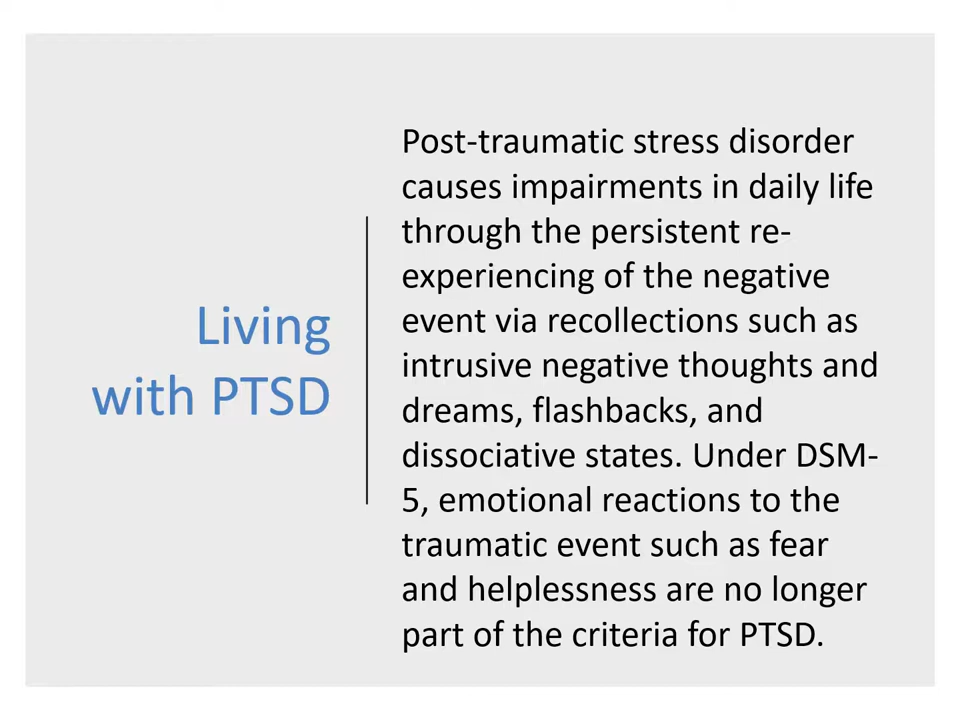 Living
with PTSD
Post-traumatic stress disorder
causes impairments in daily life
through the persistent re-
experiencing of the negative
event via recollections such as
intrusive negative thoughts and
dreams, flashbacks, and
dissociative states. Under DSM-
5, emotional reactions to the
traumatic event such as fear
and helplessness are no longer
part of the criteria for PTSD.